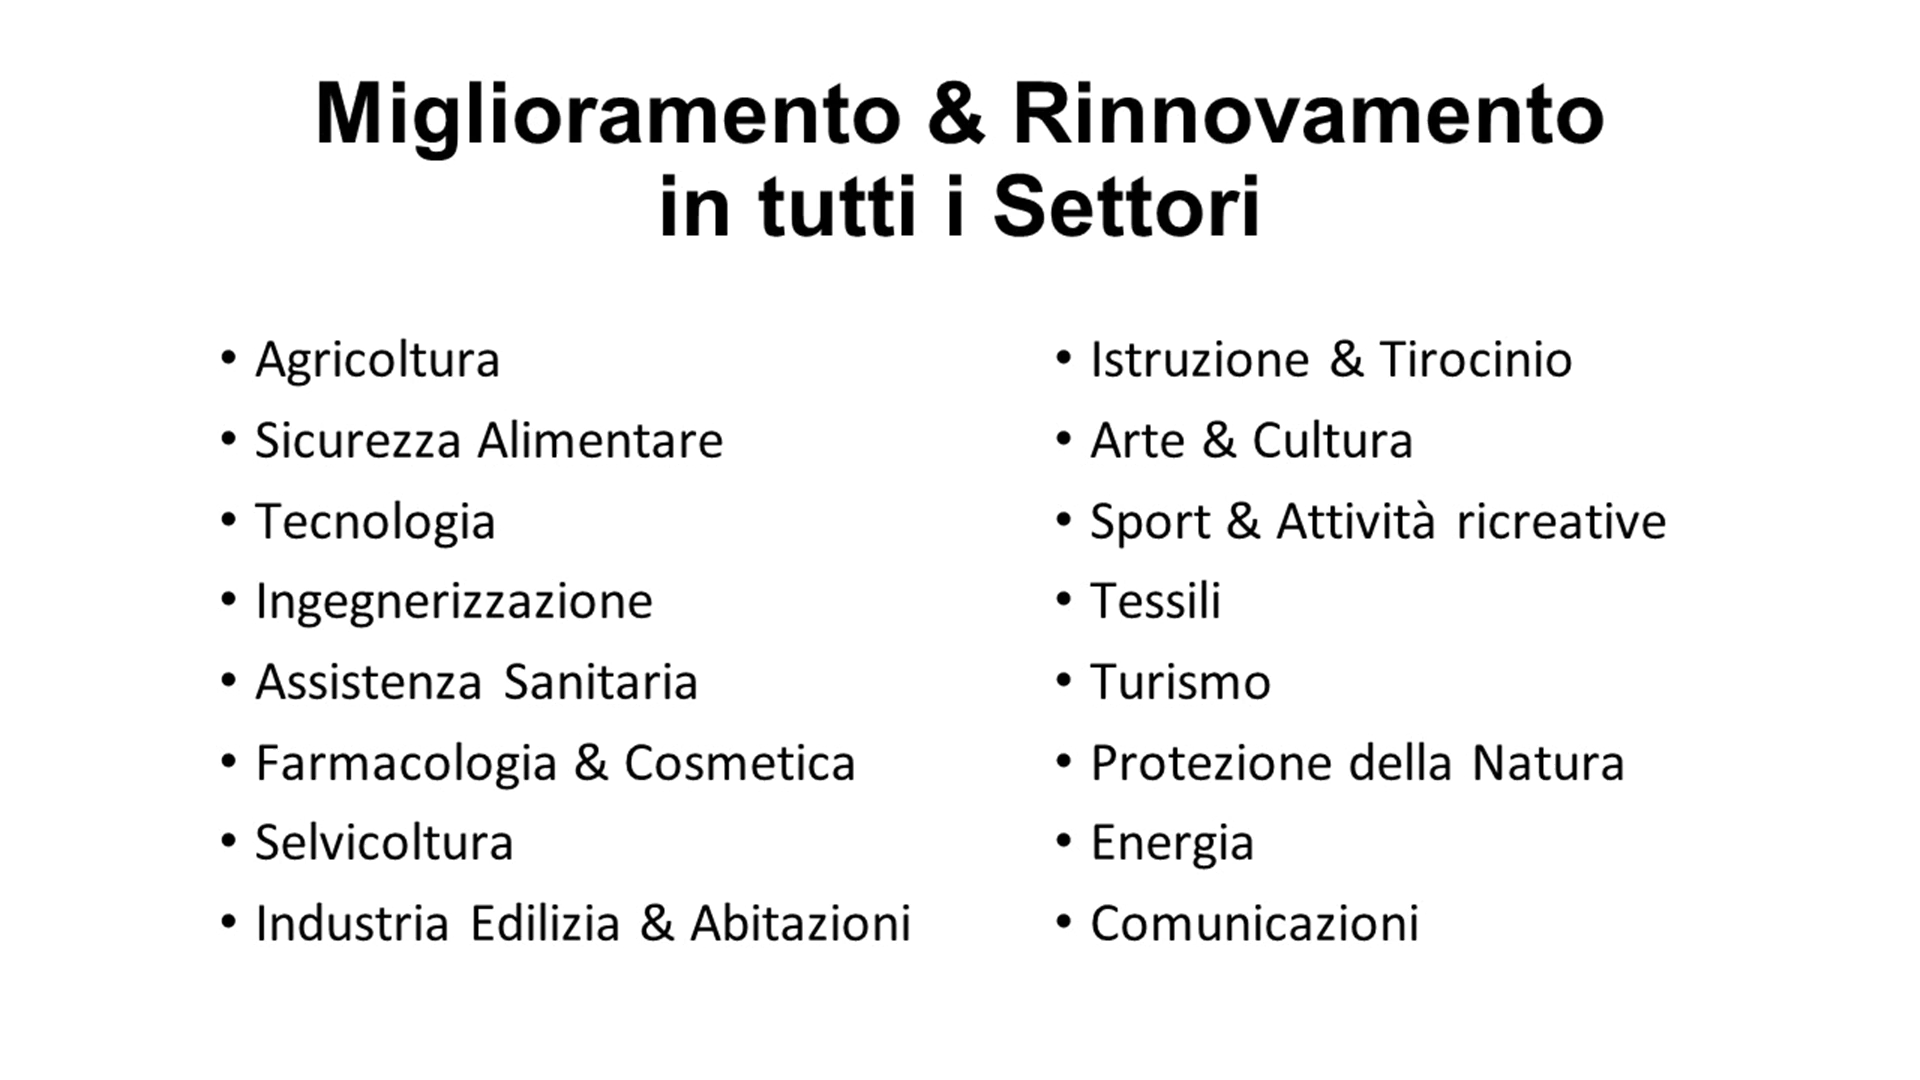 Miglioramento & Rinnovamento
in tutti i Settori
• Agricoltura
• Sicurezza Alimentare
• Tecnologia
• Ingegnerizzazione
• Assistenza Sanitaria
• Farmacologia & Cosmetica
• Selvicoltura
• Industria Edilizia & Abitazioni
• Istruzione & Tirocinio
• Arte & Cultura
• Sport & Attività ricreative
• Tessili
• Turismo
• Protezione della Natura
• Energia
• Comunicazioni